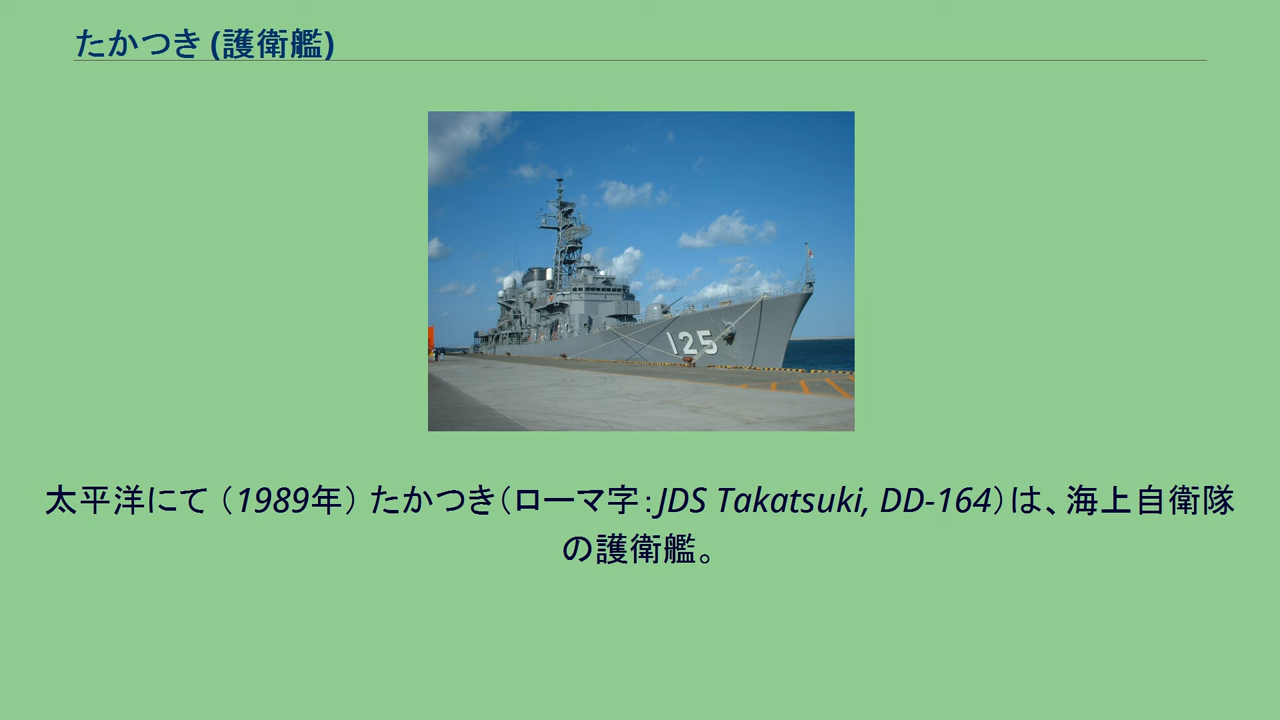 たかつき (護衛艦)
125
太平洋にて（1989年）たかつき（ローマ字：JDS Takatsuki, DD-164）は、海上自衛隊
の護衛艦。